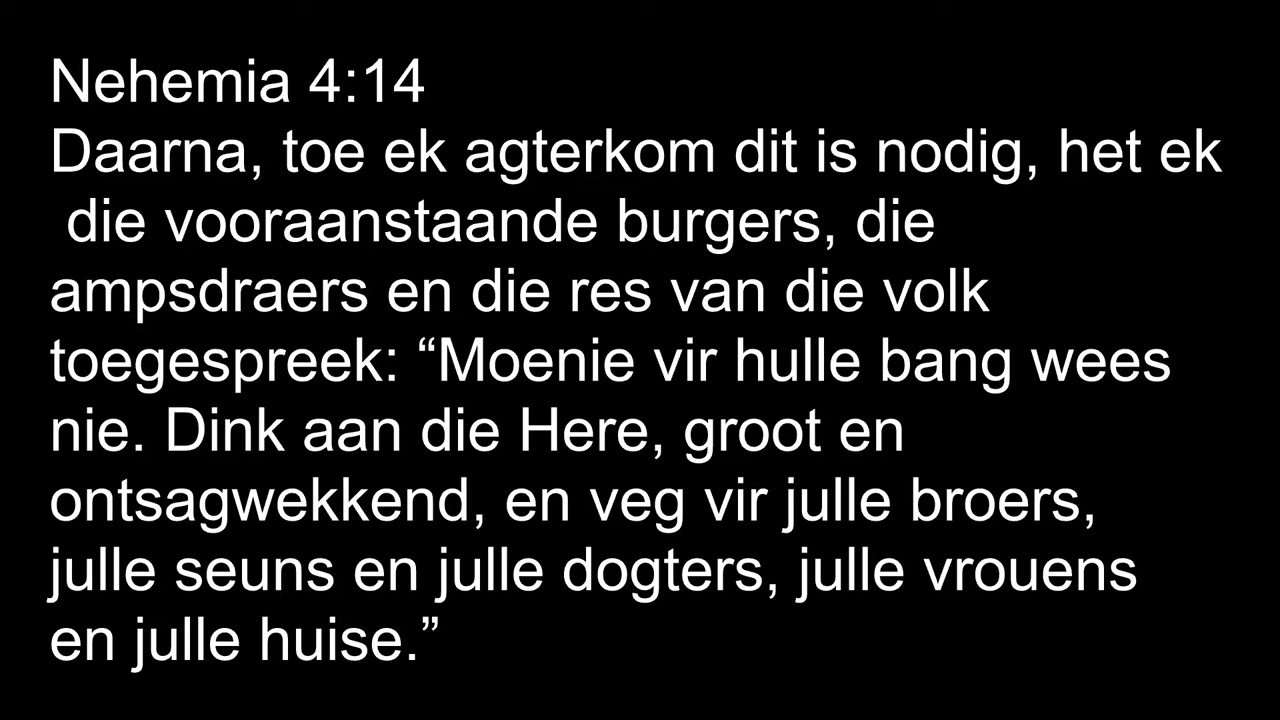 Nehemia 4:14
Daarna, toe ek agterkom dit is nodig, het ek
die vooraanstaande burgers, die
ampsdraers en die res van die volk
toegespreek: “Moenie vir hulle bang wees
nie. Dink aan die Here, groot en
ontsagwekkend, en veg vir julle broers,
julle seuns en julle dogters, julle vrouens
en julle huise.”